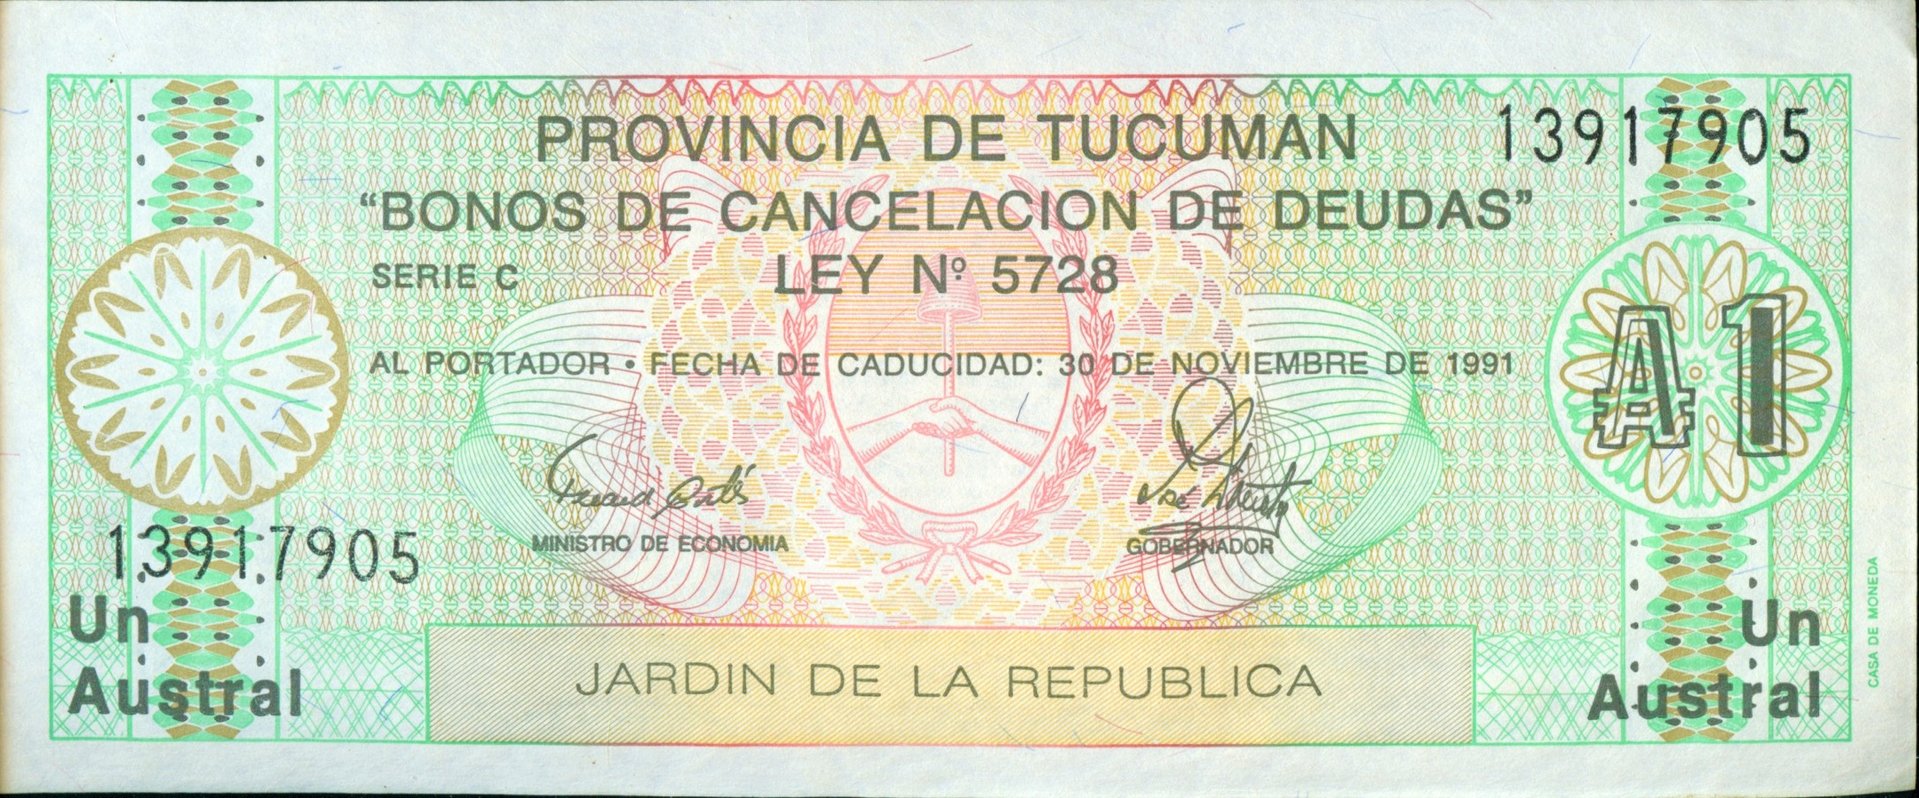 PROVINCIA DE TUCUMAN
13917905
“BONOS DE CANCELACION DE DEUDAS”
SERIE C
LEY Nº 5728
AL PORTADOR • FECHA DE CADUCIDAD: 30 DE NOVIEMBRE DE 1991
₳1
MINISTRO DE ECONOMIA
GOBERNADOR
13917905
Un
Austral
Un
Austral
JARDIN DE LA REPUBLICA
CASA DE MONEDA